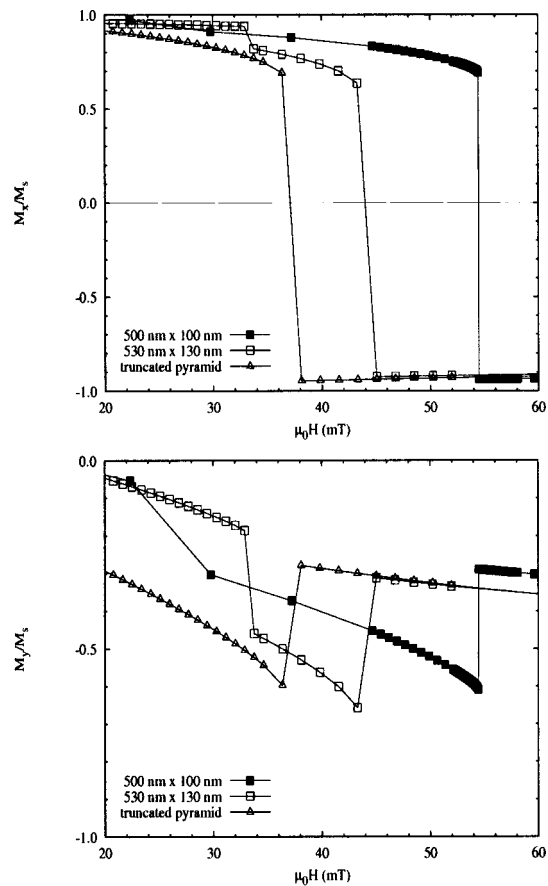 1.0
0.5
0.0
-0.5
-1.0
Mx/Ms
500 nm x 100 nm
530 nm x 130 nm
truncated pyramid
20 30 40 50 60
μ0H (mT)
0.0
-0.5
-1.0
My/Ms
500 nm x 100 nm
530 nm x 130 nm
truncated pyramid
20 30 40 50 60
μ0H (mT)